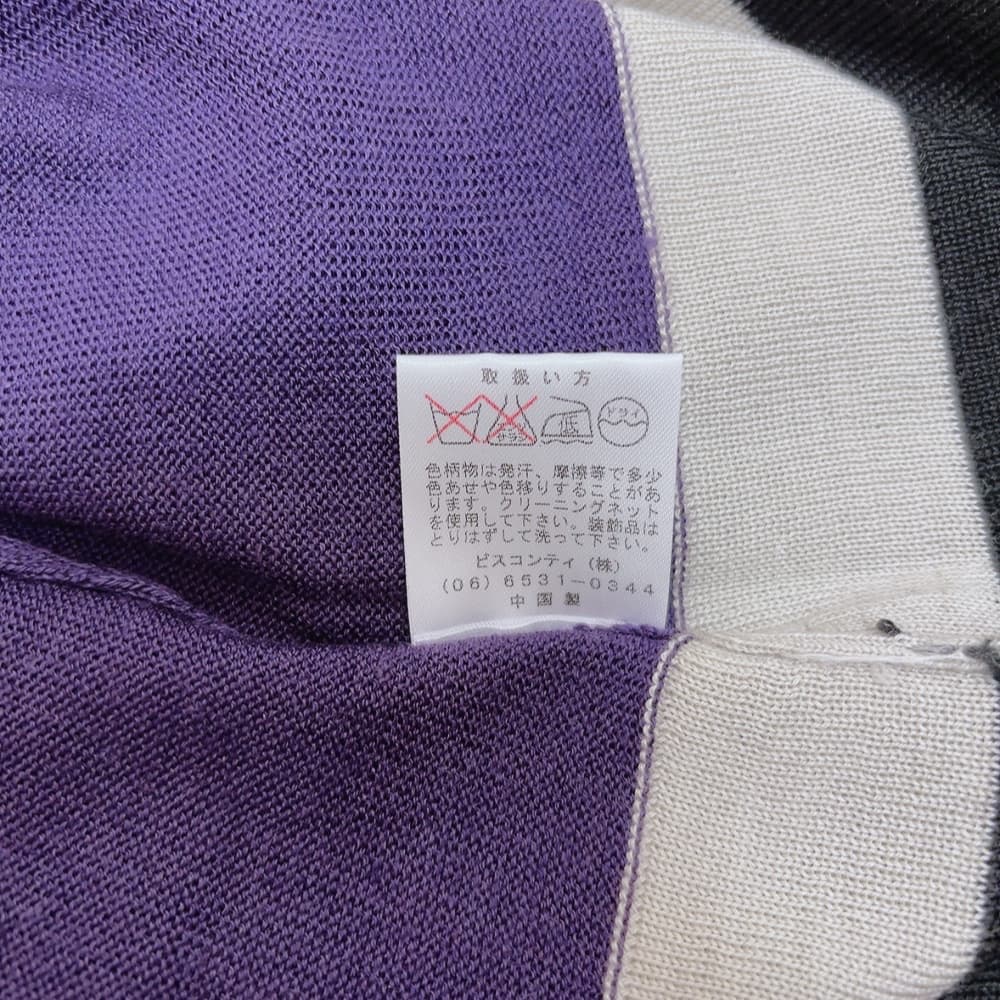 取扱い方
低 ドライ
色柄物は発汗、摩擦等で多少
色あせや色移りすることがあ
ります。クリーニングネット
を使用して下さい。装飾品は
とりはずして洗って下さい。
ビスコンティ(株)
(06)6531-0344
中国製